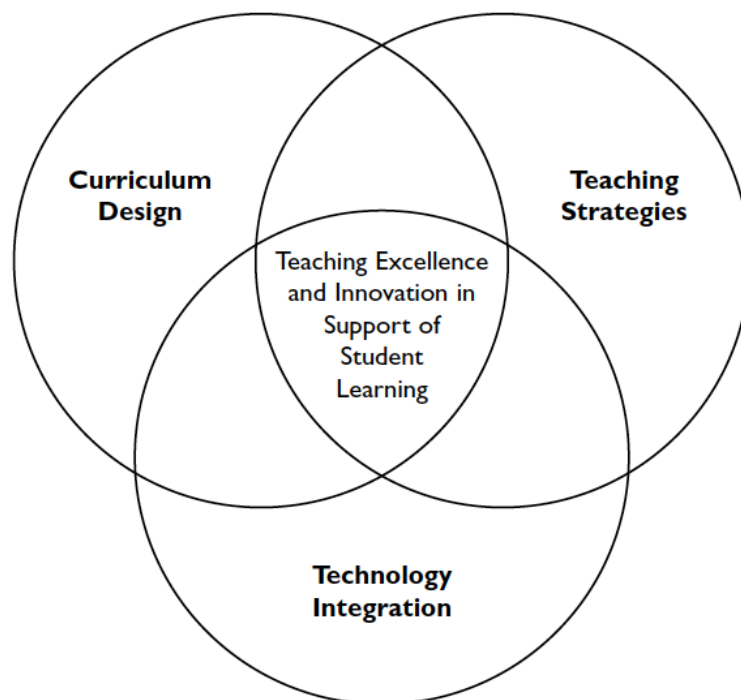 Curriculum
Design
Teaching
Strategies
Teaching Excellence
and Innovation in
Support of
Student
Learning
Technology
Integration